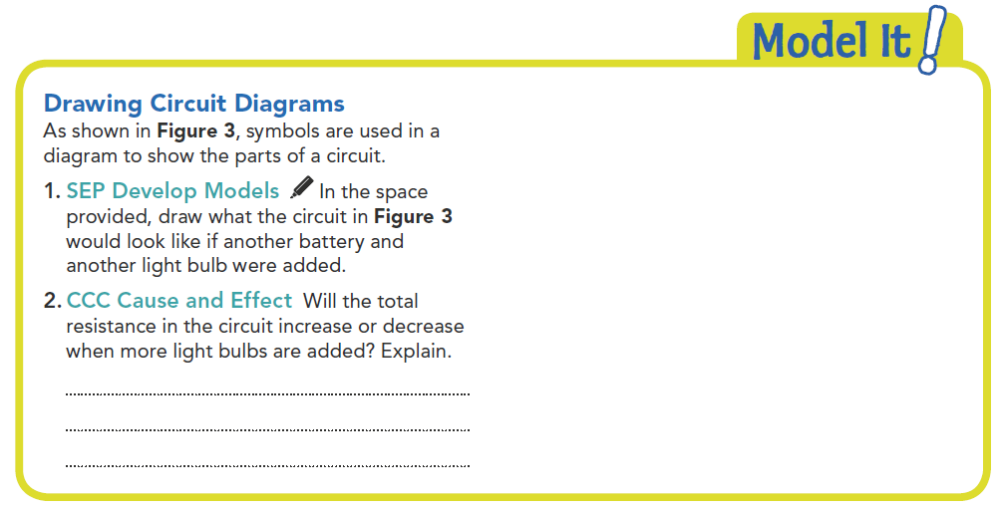 Model It!
Drawing Circuit Diagrams
As shown in Figure 3, symbols are used in a
diagram to show the parts of a circuit.
1. SEP Develop Models In the space
provided, draw what the circuit in Figure 3
would look like if another battery and
another light bulb were added.
2. CCC Cause and Effect Will the total
resistance in the circuit increase or decrease
when more light bulbs are added? Explain.